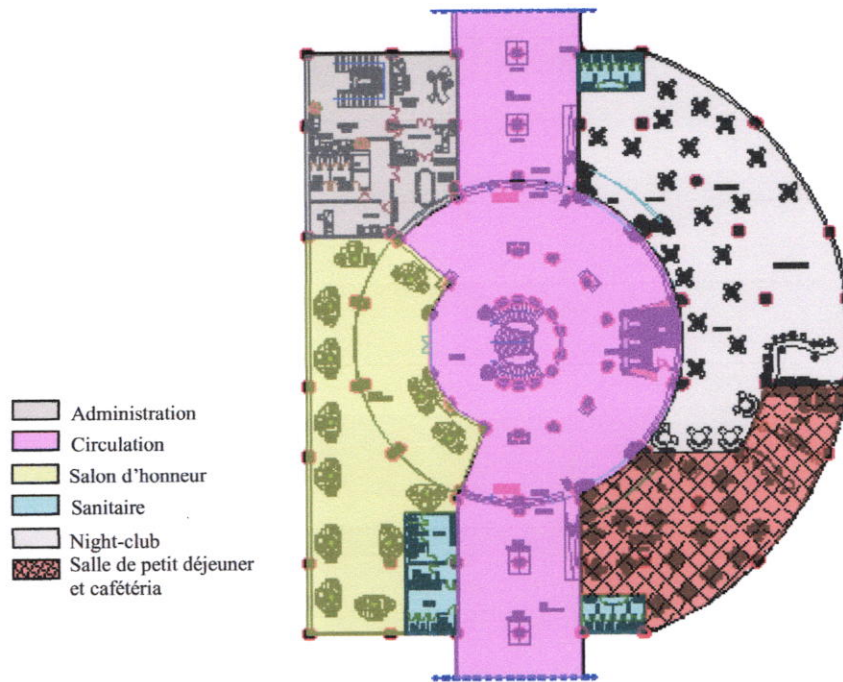 Administration
Circulation
Salon d'honneur
Sanitaire
Night-club
Salle de petit déjeuner
et cafétéria